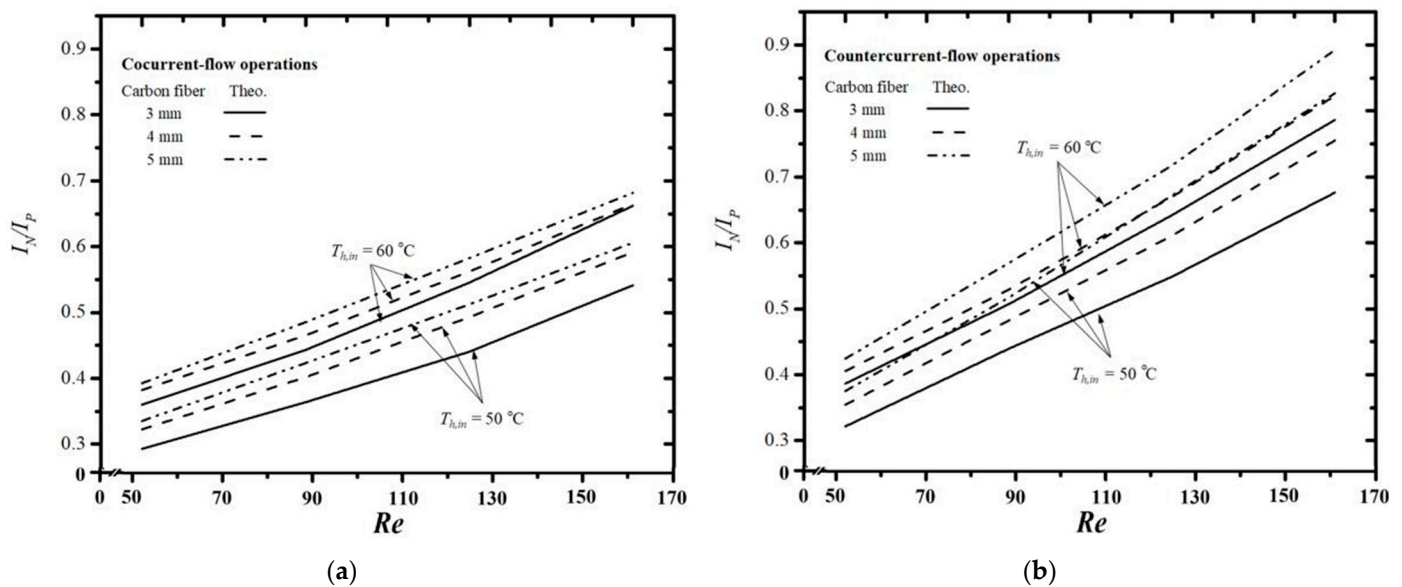 0.9
0.8
0.7
0.6
0.5
0.4
0.3
0
I_N/I_P
Cocurrent-flow operations
Carbon fiber Theo.
3 mm
4 mm
5 mm
T_h,in = 60 °C
T_h,in = 50 °C
0 50 70 90 110 130 150 170
Re
(a)
0.9
0.8
0.7
0.6
0.5
0.4
0.3
0
I_N/I_P
Countercurrent-flow operations
Carbon fiber Theo.
3 mm
4 mm
5 mm
T_h,in = 60 °C
T_h,in = 50 °C
0 50 70 90 110 130 150 170
Re
(b)